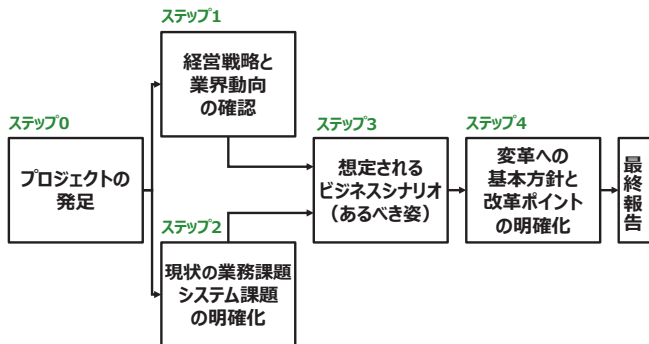 ステップ0
プロジェクトの
発足
ステップ1
経営戦略と
業界動向
の確認
ステップ2
現状の業務課題
システム課題
の明確化
ステップ3
想定される
ビジネスシナリオ
（あるべき姿）
ステップ4
変革への
基本方針と
改革ポイント
の明確化
最終報告